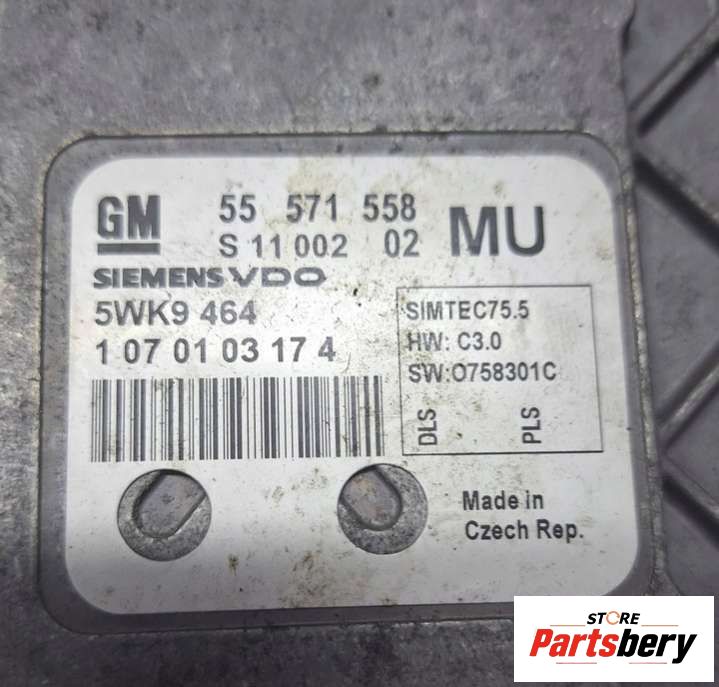 GM 55 571 558 MU
S 11 002 02
SIEMENS VDO
5WK9 464
1 07 01 03 17 4
SIMTEC75.5
HW: C3.0
SW:O758301C
DLS PLS
Made in
Czech Rep.
STORE
Partsbery